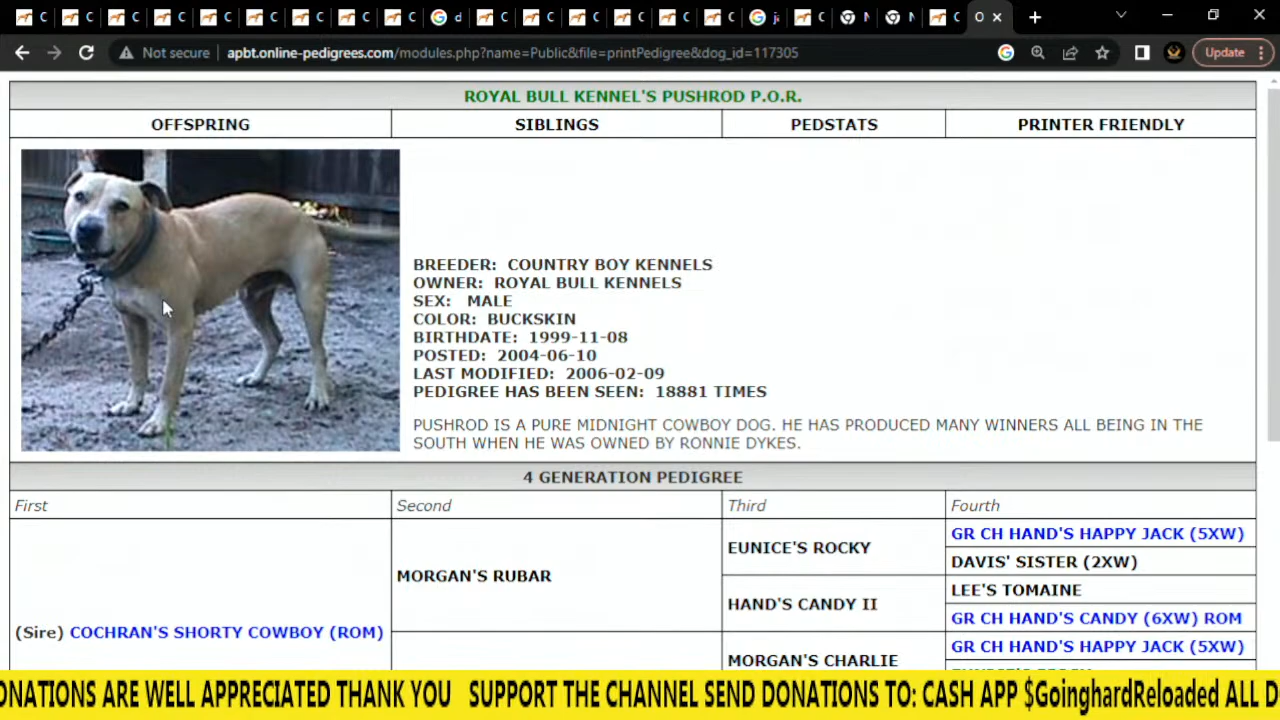 Not secure | apbt.online-pedigrees.com/modules.php?name=Public&file=printPedigree&dog_id=117305
Update
ROYAL BULL KENNEL'S PUSHROD P.O.R.
OFFSPRING SIBLINGS PEDSTATS PRINTER FRIENDLY
BREEDER: COUNTRY BOY KENNELS
OWNER: ROYAL BULL KENNELS
SEX: MALE
COLOR: BUCKSKIN
BIRTHDATE: 1999-11-08
POSTED: 2004-06-10
LAST MODIFIED: 2006-02-09
PEDIGREE HAS BEEN SEEN: 18881 TIMES
PUSHROD IS A PURE MIDNIGHT COWBOY DOG. HE HAS PRODUCED MANY WINNERS ALL BEING IN THE
SOUTH WHEN HE WAS OWNED BY RONNIE DYKES.
4 GENERATION PEDIGREE
First Second Third Fourth
(Sire) COCHRAN'S SHORTY COWBOY (ROM)
MORGAN'S RUBAR
EUNICE'S ROCKY
GR CH HAND'S HAPPY JACK (5XW)
DAVIS' SISTER (2XW)
HAND'S CANDY II
LEE'S TOMAINE
GR CH HAND'S CANDY (6XW) ROM
MORGAN'S CHARLIE
GR CH HAND'S HAPPY JACK (5XW)
ONATIONS ARE WELL APPRECIATED THANK YOU SUPPORT THE CHANNEL SEND DONATIONS TO: CASH APP $GoinghardReloaded ALL D